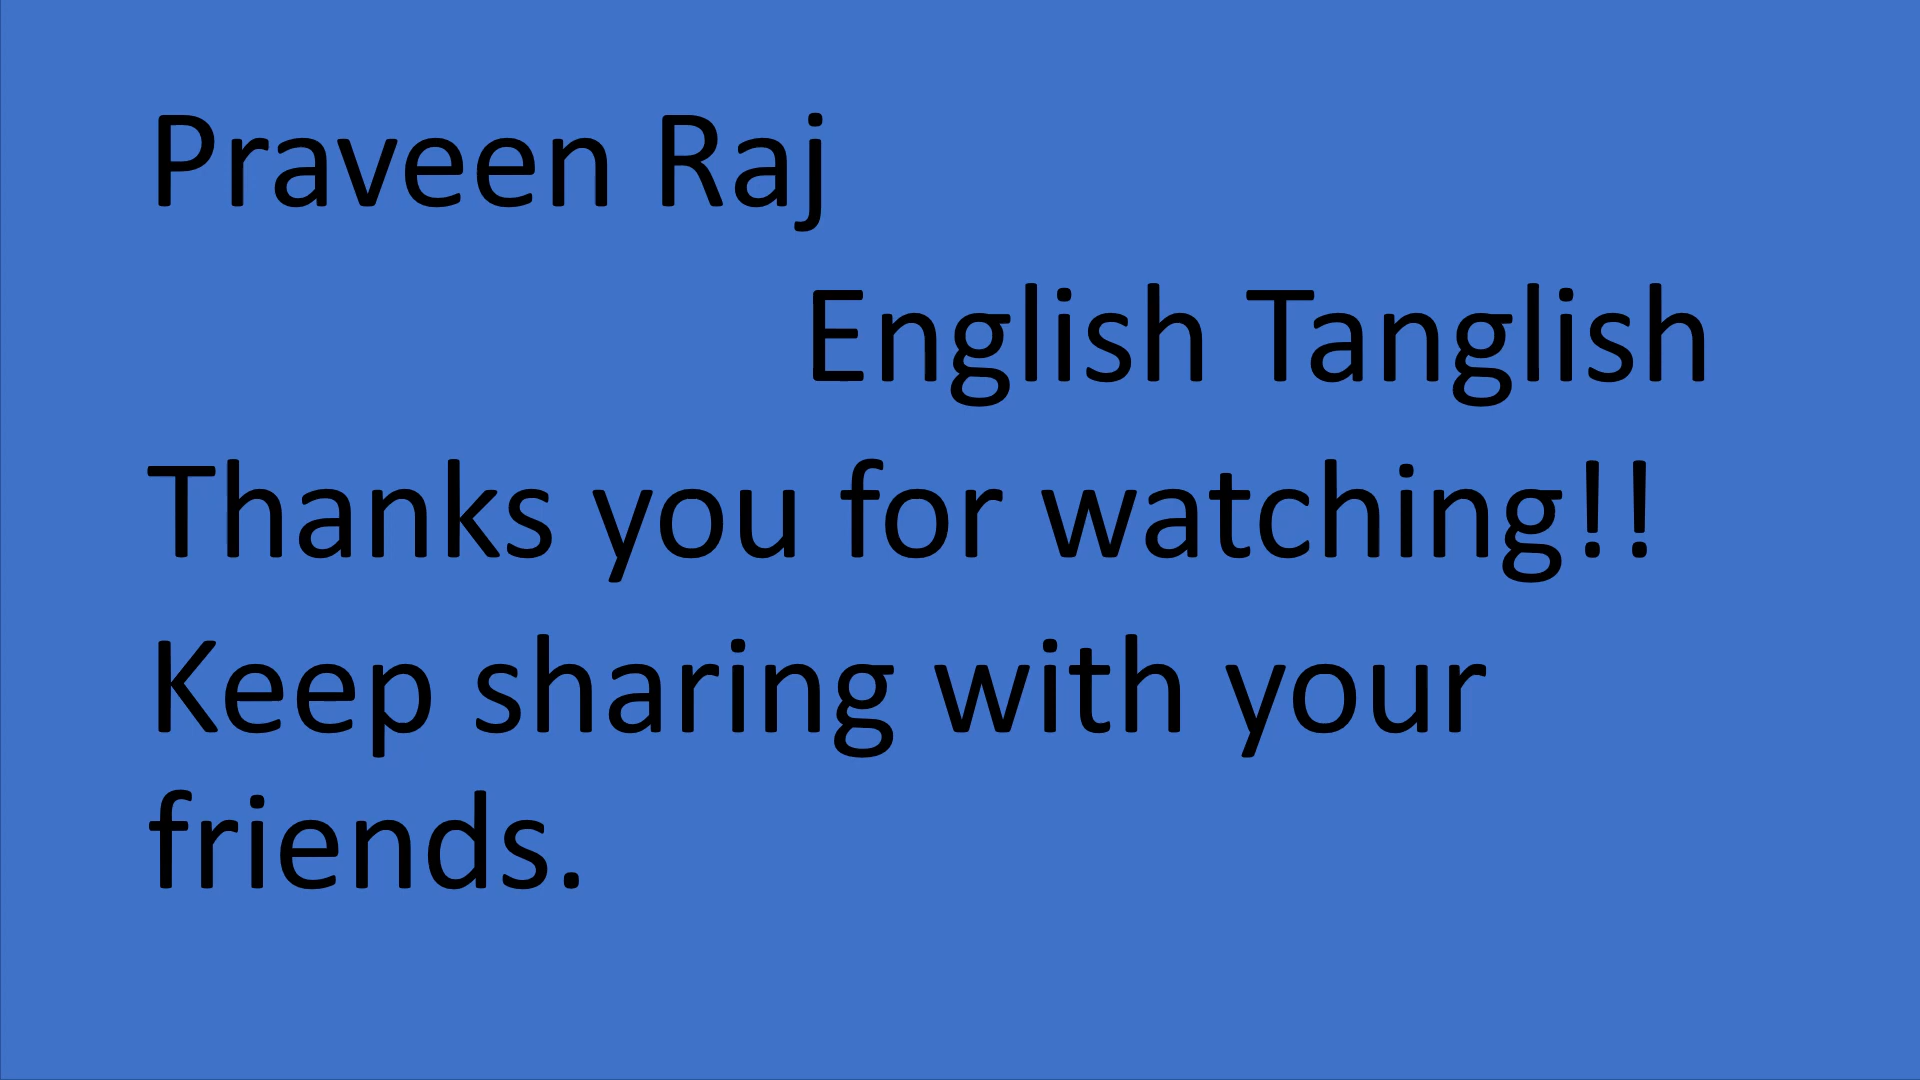 Praveen Raj
English Tanglish
Thanks you for watching!!
Keep sharing with your
friends.